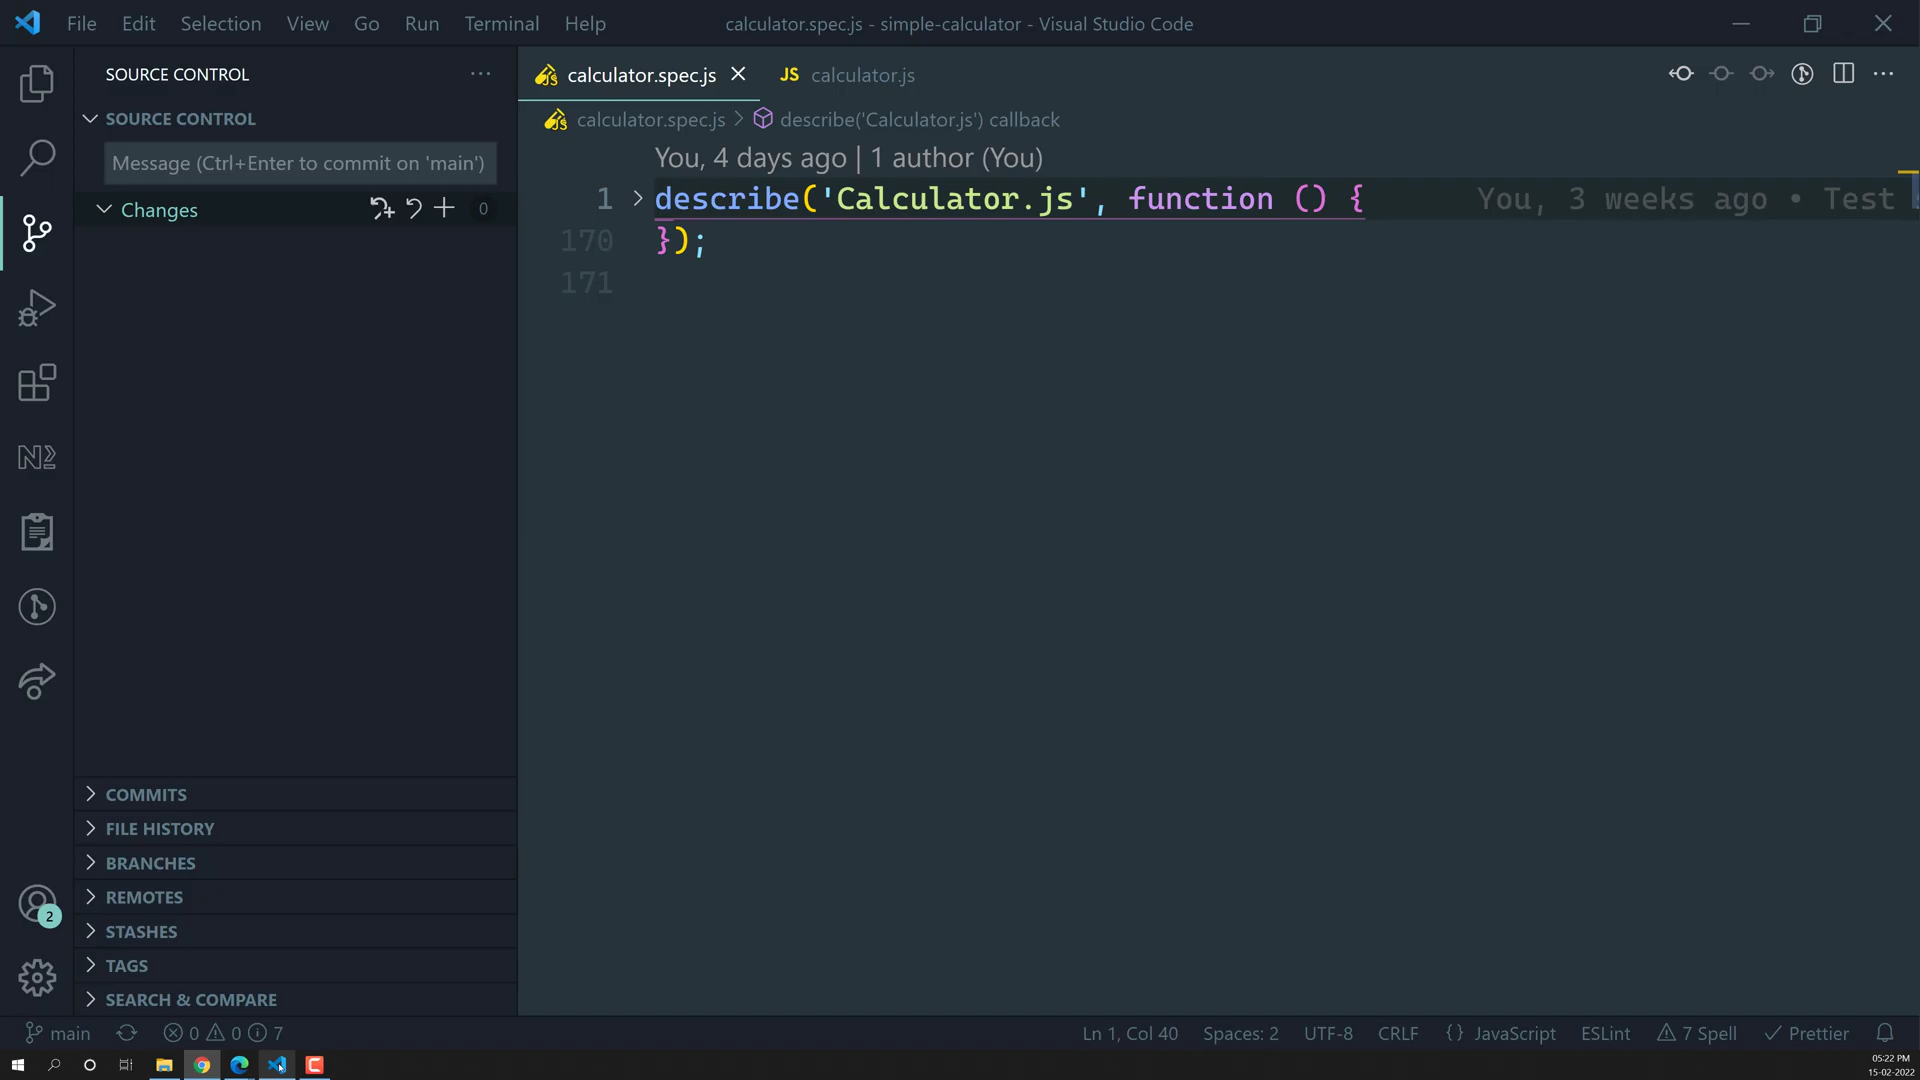 File Edit Selection View Go Run Terminal Help
calculator.spec.js - simple-calculator - Visual Studio Code
SOURCE CONTROL
SOURCE CONTROL
Message (Ctrl+Enter to commit on 'main')
Changes 0
COMMITS
FILE HISTORY
BRANCHES
REMOTES
STASHES
TAGS
SEARCH & COMPARE
2
calculator.spec.js
JS calculator.js
calculator.spec.js > describe('Calculator.js') callback
You, 4 days ago | 1 author (You)
1 describe('Calculator.js', function () { You, 3 weeks ago • Test
170 });
171
main 0 0 7
Ln 1, Col 40 Spaces: 2 UTF-8 CRLF {} JavaScript ESLint 7 Spell Prettier
05:22 PM
15-02-2022